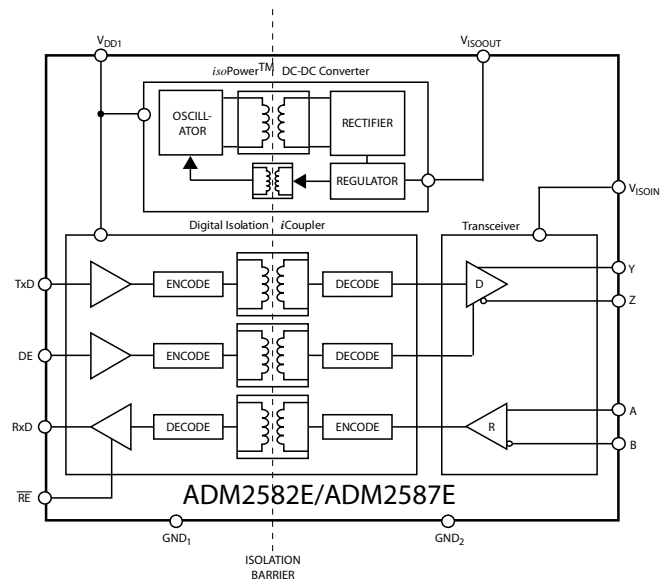 VDD1
VISOOUT
isoPower™ DC-DC Converter
OSCILL-
ATOR
RECTIFIER
REGULATOR
VISOIN
Digital Isolation iCoupler
Transceiver
TxD
ENCODE
DECODE
D
Y
Z
DE
ENCODE
DECODE
RxD
DECODE
ENCODE
R
A
B
RE
ADM2582E/ADM2587E
GND1
GND2
ISOLATION
BARRIER